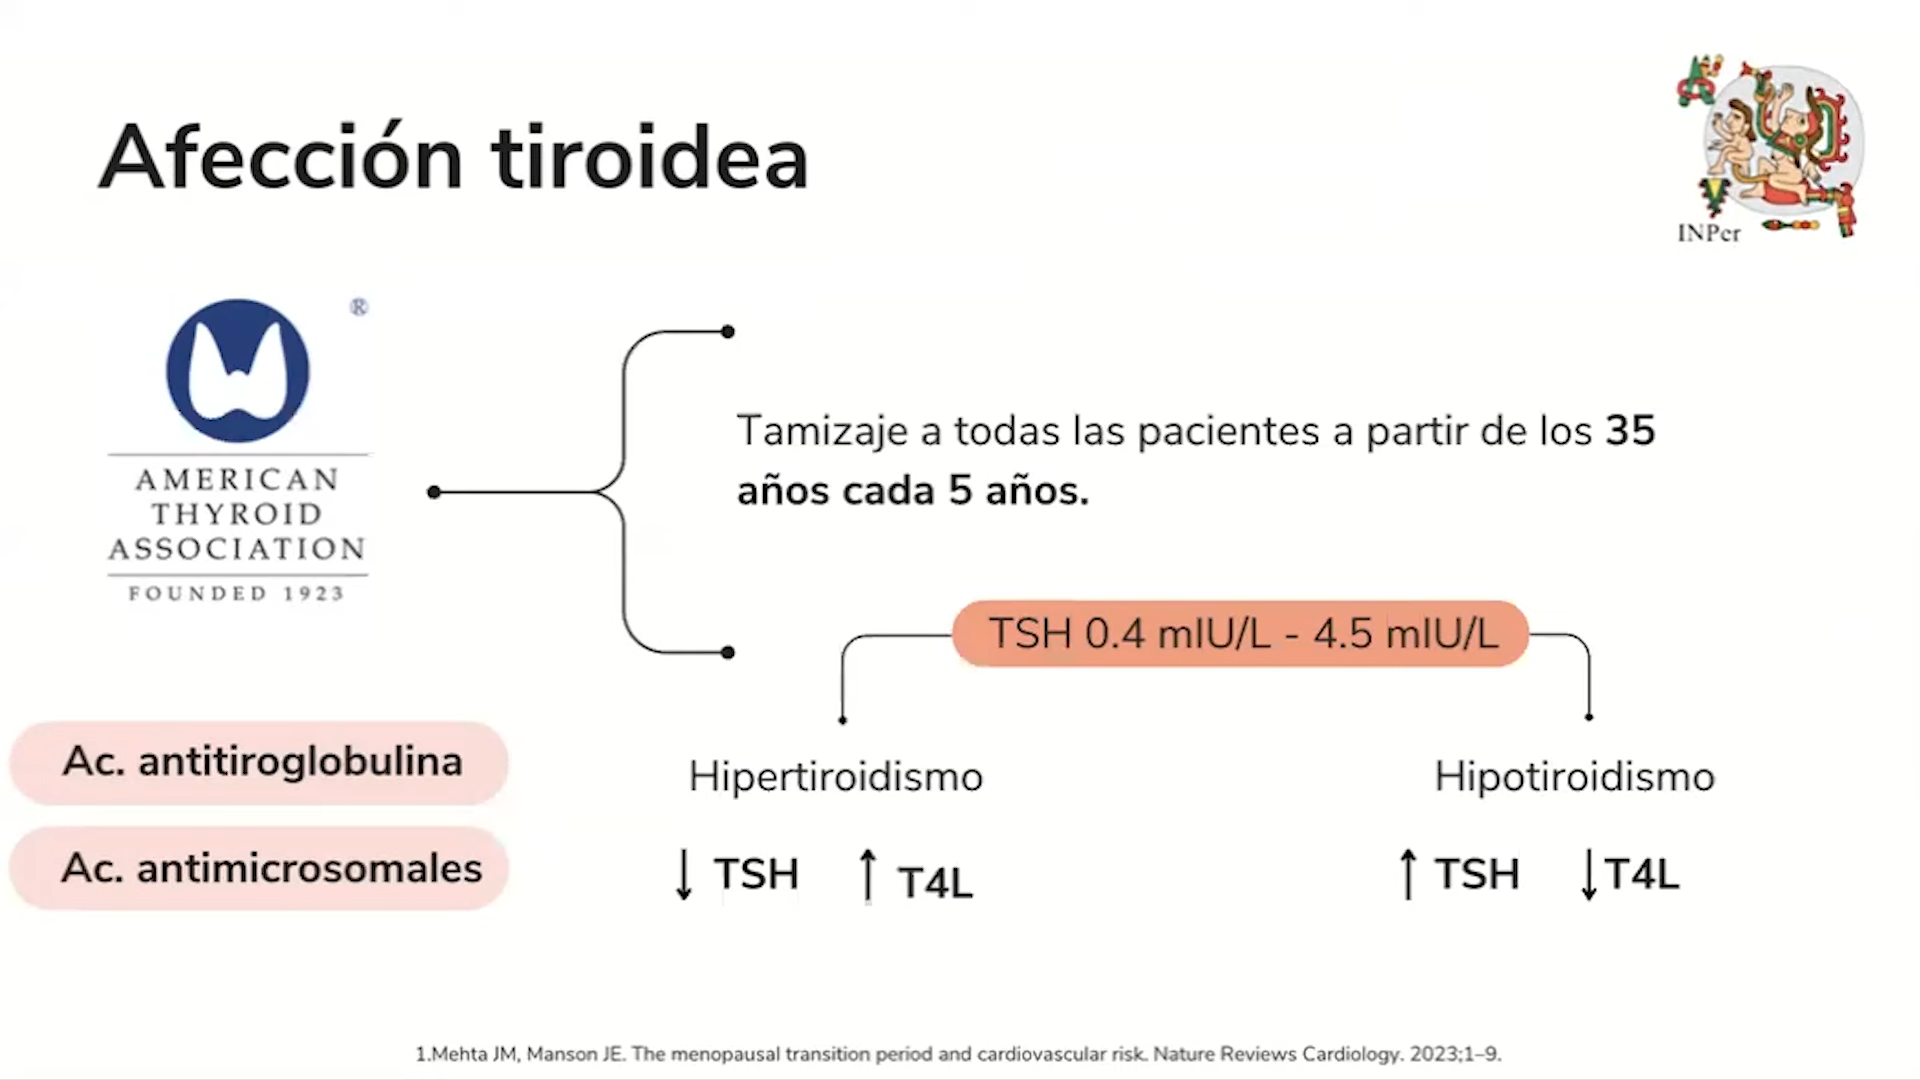 Afección tiroidea
INPer
®
AMERICAN
THYROID
ASSOCIATION
FOUNDED 1923
Tamizaje a todas las pacientes a partir de los 35
años cada 5 años.
TSH 0.4 mIU/L - 4.5 mIU/L
Ac. antitiroglobulina
Ac. antimicrosomales
Hipertiroidismo
↓ TSH ↑ T4L
Hipotiroidismo
↑ TSH ↓ T4L
1.Mehta JM, Manson JE. The menopausal transition period and cardiovascular risk. Nature Reviews Cardiology. 2023;1–9.